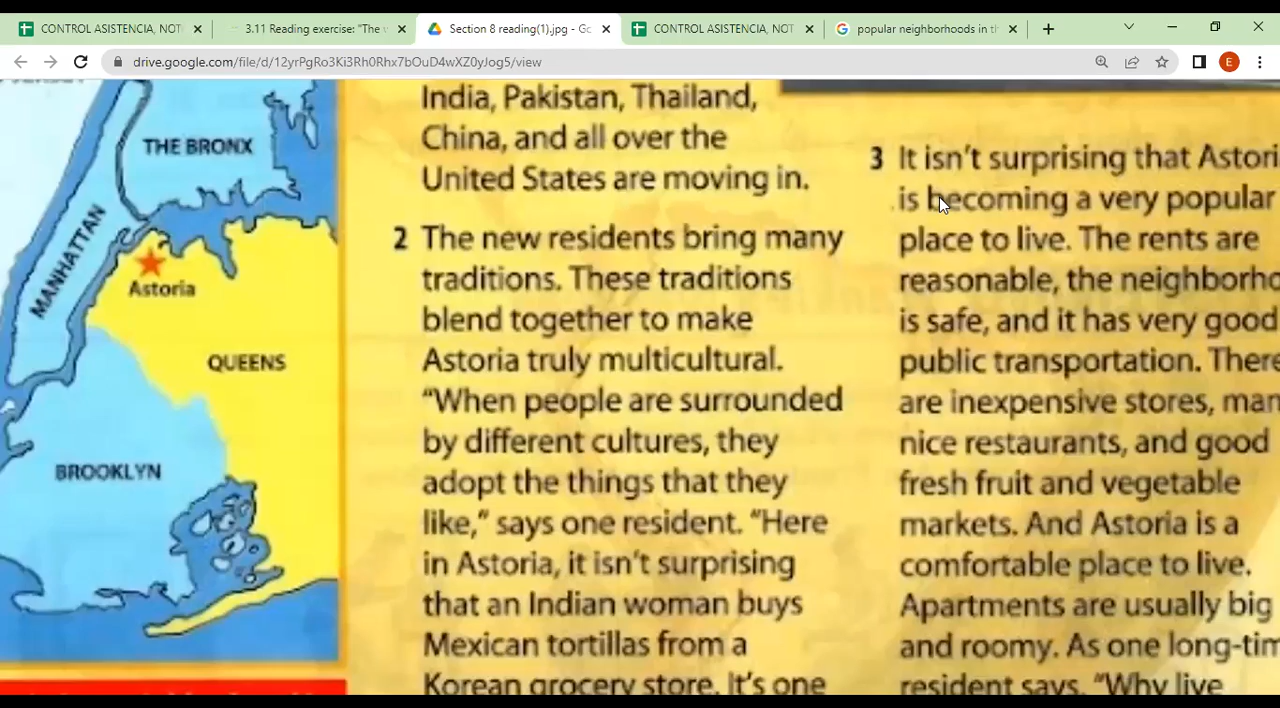 CONTROL ASISTENCIA, NOT
3.11 Reading exercise: "The
Section 8 reading(1).jpg - Go
CONTROL ASISTENCIA, NOT
popular neighborhoods in th
E
drive.google.com/file/d/12yrPgRo3Ki3Rh0Rhx7bOuD4wXZ0yJog5/view
THE BRONX
MANHATTAN
Astoria
QUEENS
BROOKLYN
India, Pakistan, Thailand,
China, and all over the
United States are moving in.
2 The new residents bring many
traditions. These traditions
blend together to make
Astoria truly multicultural.
“When people are surrounded
by different cultures, they
adopt the things that they
like,” says one resident. “Here
in Astoria, it isn’t surprising
that an Indian woman buys
Mexican tortillas from a
Korean grocery store. It’s one
3 It isn’t surprising that Astori
is becoming a very popular
place to live. The rents are
reasonable, the neighborho
is safe, and it has very good
public transportation. There
are inexpensive stores, man
nice restaurants, and good
fresh fruit and vegetable
markets. And Astoria is a
comfortable place to live.
Apartments are usually big
and roomy. As one long-tim
resident says, “Why live